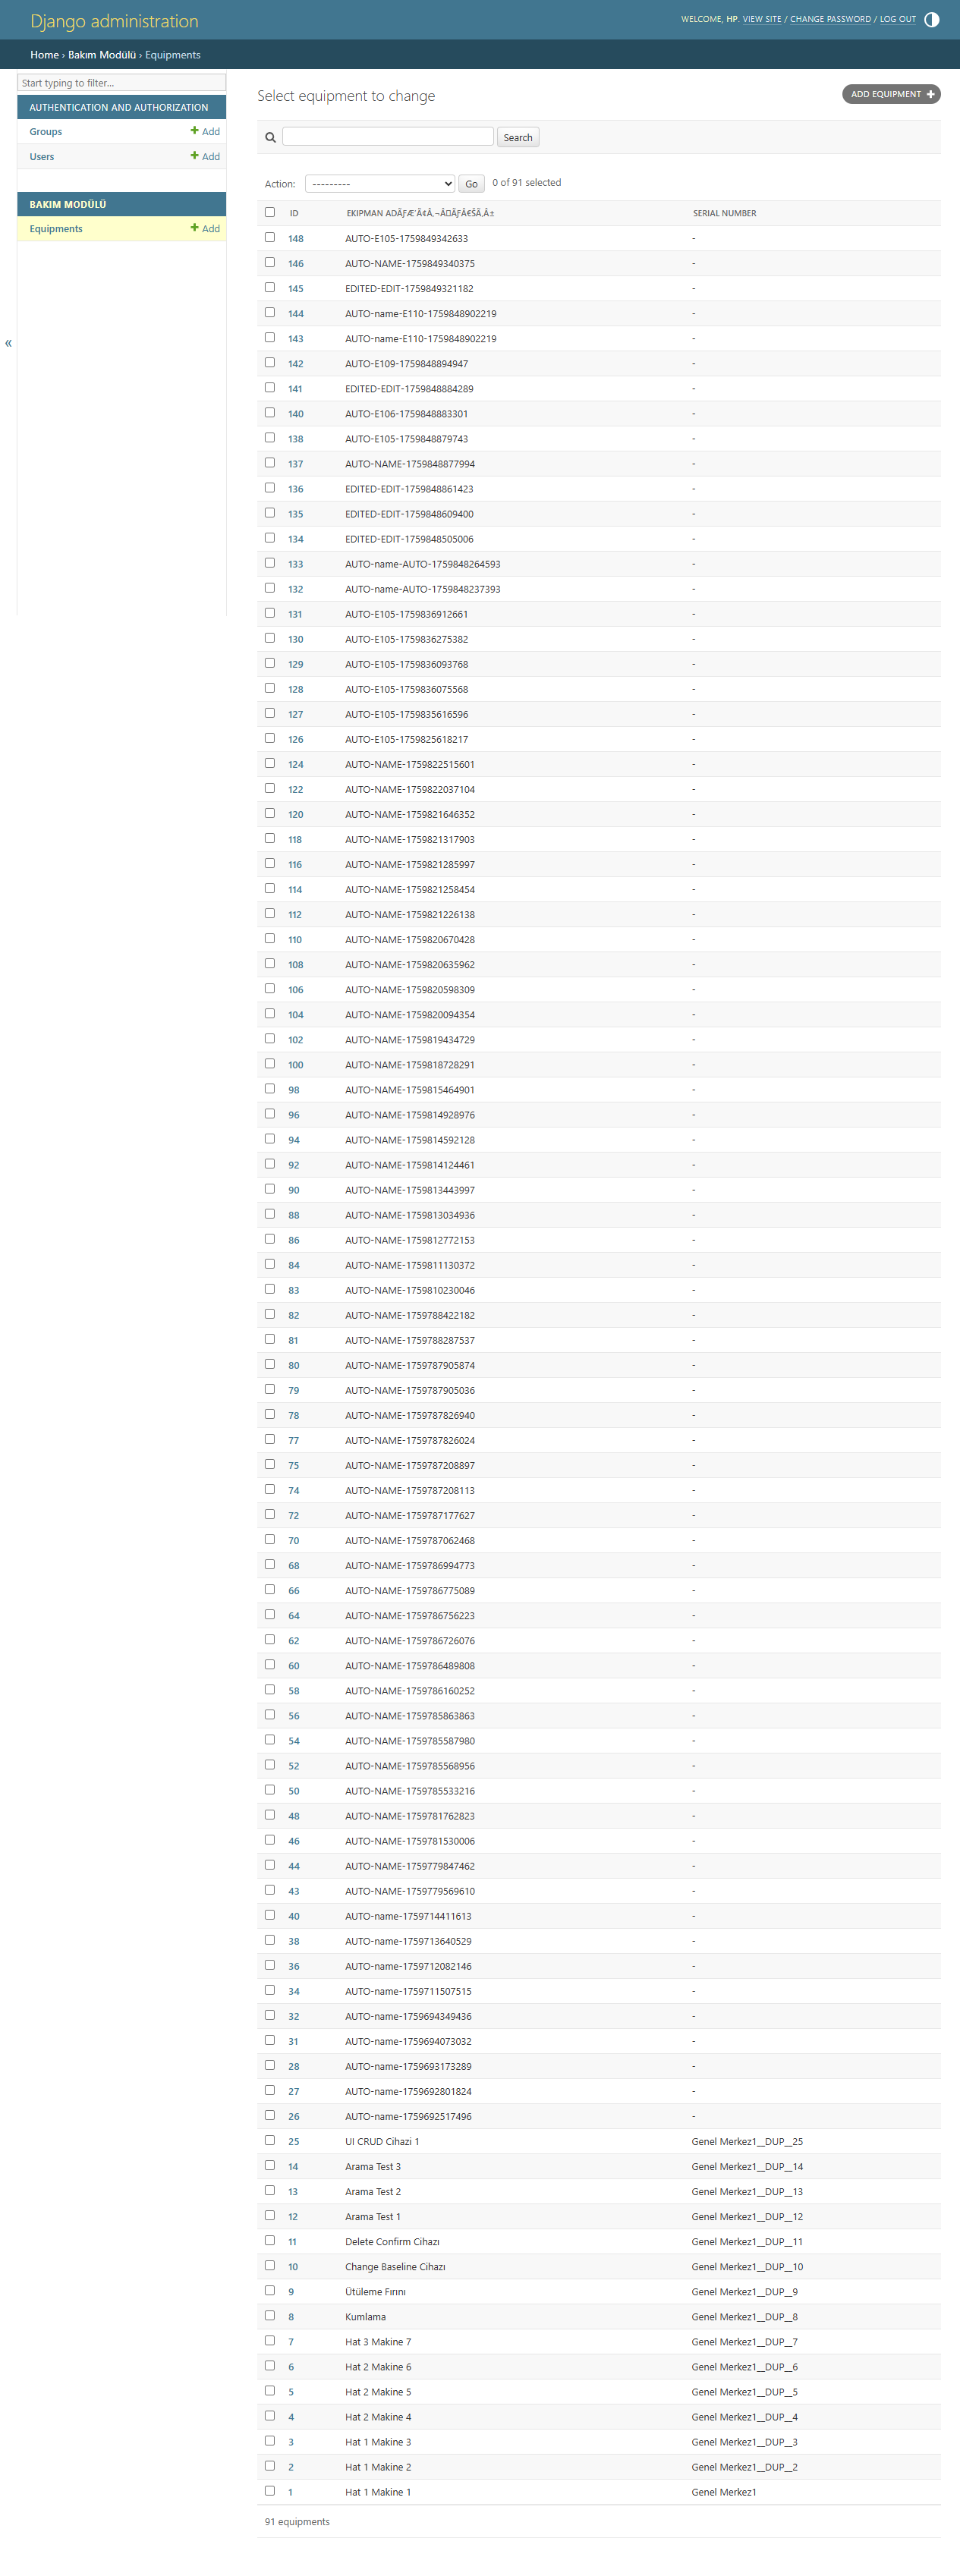 Django administration
WELCOME, HP. VIEW SITE / CHANGE PASSWORD / LOG OUT
Home › Bakım Modülü › Equipments
Start typing to filter...
AUTHENTICATION AND AUTHORIZATION
Groups + Add
Users + Add
BAKIM MODÜLÜ
Equipments + Add
«
Select equipment to change
ADD EQUIPMENT +
Search
Action: --------- Go 0 of 91 selected
ID EKIPMAN SERIAL NUMBER
148 AUTO-E105-1759849342633 -
146 AUTO-NAME-1759849340375 -
145 EDITED-EDIT-1759849321182 -
144 AUTO-name-E110-1759848902219 -
143 AUTO-name-E110-1759848902219 -
142 AUTO-E109-1759848894947 -
141 EDITED-EDIT-1759848884289 -
140 AUTO-E106-1759848883301 -
138 AUTO-E105-1759848879743 -
137 AUTO-NAME-1759848877994 -
136 EDITED-EDIT-1759848861423 -
135 EDITED-EDIT-1759848609400 -
134 EDITED-EDIT-1759848505006 -
133 AUTO-name-AUTO-1759848264593 -
132 AUTO-name-AUTO-1759848237393 -
131 AUTO-E105-1759836912661 -
130 AUTO-E105-1759836275382 -
129 AUTO-E105-1759836093768 -
128 AUTO-E105-1759836075568 -
127 AUTO-E105-1759835616596 -
126 AUTO-E105-1759825618217 -
124 AUTO-NAME-1759822515601 -
122 AUTO-NAME-1759822037104 -
120 AUTO-NAME-1759821646352 -
118 AUTO-NAME-1759821317903 -
116 AUTO-NAME-1759821285997 -
114 AUTO-NAME-1759821258454 -
112 AUTO-NAME-1759821226138 -
110 AUTO-NAME-1759820670428 -
108 AUTO-NAME-1759820635962 -
106 AUTO-NAME-1759820598309 -
104 AUTO-NAME-1759820094354 -
102 AUTO-NAME-1759819434729 -
100 AUTO-NAME-1759818728291 -
98 AUTO-NAME-1759815464901 -
96 AUTO-NAME-1759814928976 -
94 AUTO-NAME-1759814592128 -
92 AUTO-NAME-1759814124461 -
90 AUTO-NAME-1759813443997 -
88 AUTO-NAME-1759813034936 -
86 AUTO-NAME-1759812772153 -
84 AUTO-NAME-1759811130372 -
83 AUTO-NAME-1759810230046 -
82 AUTO-NAME-1759788422182 -
81 AUTO-NAME-1759788287537 -
80 AUTO-NAME-1759787905874 -
79 AUTO-NAME-1759787905036 -
78 AUTO-NAME-1759787826940 -
77 AUTO-NAME-1759787826024 -
75 AUTO-NAME-1759787208897 -
74 AUTO-NAME-1759787208113 -
72 AUTO-NAME-1759787177627 -
70 AUTO-NAME-1759787062468 -
68 AUTO-NAME-1759786994773 -
66 AUTO-NAME-1759786775089 -
64 AUTO-NAME-1759786756223 -
62 AUTO-NAME-1759786726076 -
60 AUTO-NAME-1759786489808 -
58 AUTO-NAME-1759786160252 -
56 AUTO-NAME-1759785863863 -
54 AUTO-NAME-1759785587980 -
52 AUTO-NAME-1759785568956 -
50 AUTO-NAME-1759785533216 -
48 AUTO-NAME-1759781762823 -
46 AUTO-NAME-1759781530006 -
44 AUTO-NAME-1759779847462 -
43 AUTO-NAME-1759779569610 -
40 AUTO-name-1759714411613 -
38 AUTO-name-1759713640529 -
36 AUTO-name-1759712082146 -
34 AUTO-name-1759711507515 -
32 AUTO-name-1759694349436 -
31 AUTO-name-1759694073032 -
28 AUTO-name-1759693173289 -
27 AUTO-name-1759692801824 -
26 AUTO-name-1759692517496 -
25 UI CRUD Cihazi 1 Genel Merkez1__DUP__25
14 Arama Test 3 Genel Merkez1__DUP__14
13 Arama Test 2 Genel Merkez1__DUP__13
12 Arama Test 1 Genel Merkez1__DUP__12
11 Delete Confirm Cihazı Genel Merkez1__DUP__11
10 Change Baseline Cihazı Genel Merkez1__DUP__10
9 Ütüleme Fırını Genel Merkez1__DUP__9
8 Kumlama Genel Merkez1__DUP__8
7 Hat 3 Makine 7 Genel Merkez1__DUP__7
6 Hat 2 Makine 6 Genel Merkez1__DUP__6
5 Hat 2 Makine 5 Genel Merkez1__DUP__5
4 Hat 2 Makine 4 Genel Merkez1__DUP__4
3 Hat 1 Makine 3 Genel Merkez1__DUP__3
2 Hat 1 Makine 2 Genel Merkez1__DUP__2
1 Hat 1 Makine 1 Genel Merkez1
91 equipments